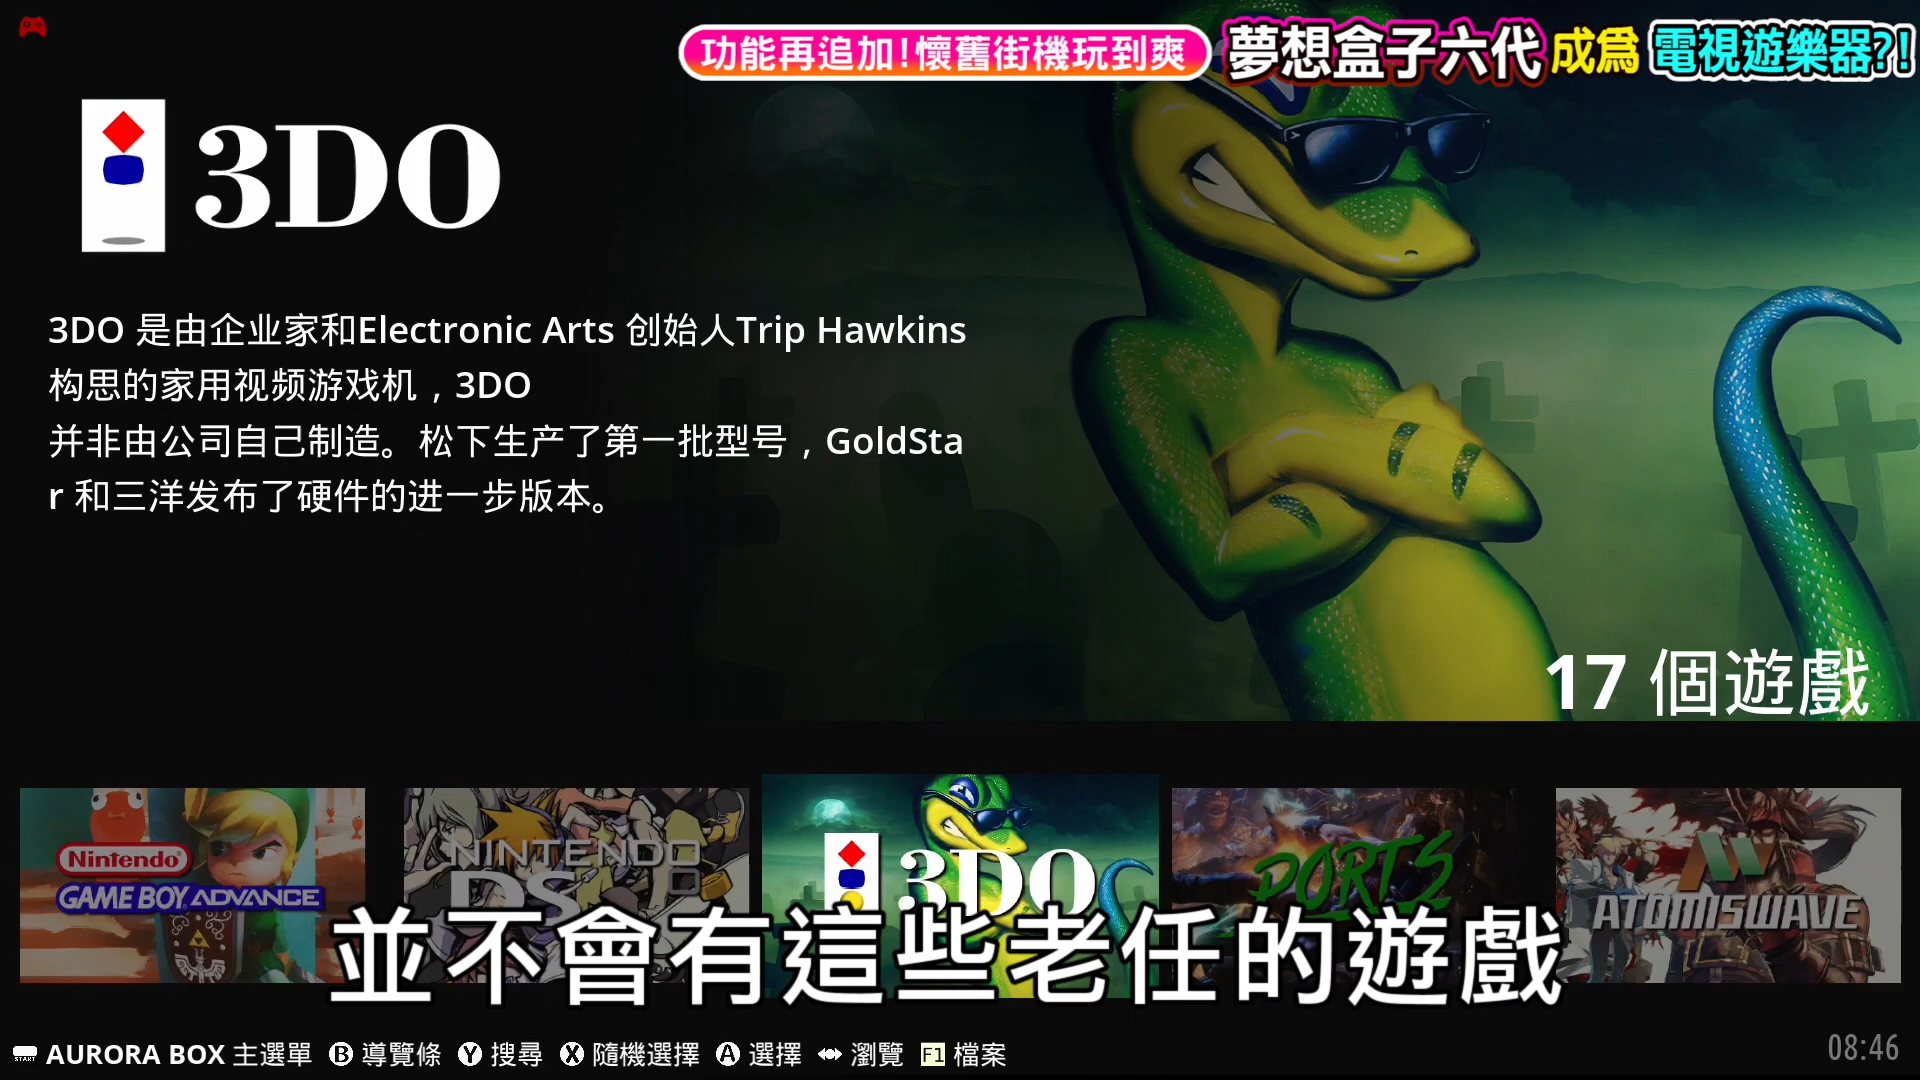 功能再追加!懷舊街機玩到爽 夢想盒子六代 成爲 電視遊樂器?!
3DO
3DO 是由企业家和Electronic Arts 创始人Trip Hawkins
构思的家用视频游戏机，3DO
并非由公司自己制造。松下生产了第一批型号，GoldSta
r 和三洋发布了硬件的进一步版本。
17 個遊戲
Nintendo
GAME BOY ADVANCE
NINTENDO
DS
3DO
PORTS
ATOMISWAVE
並不會有這些老任的遊戲
START AURORA BOX 主選單 B 導覽條 Y 搜尋 X 隨機選擇 A 選擇 瀏覽 F1 檔案
08:46